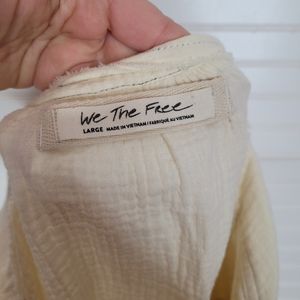 We The Free
LARGE MADE IN VIETNAM / FABRIQUÉ AU VIETNAM